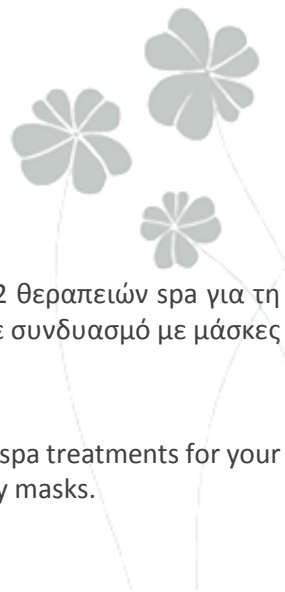 2 θεραπειών spa για τη
ε συνδυασμό με μάσκες
spa treatments for your
y masks.